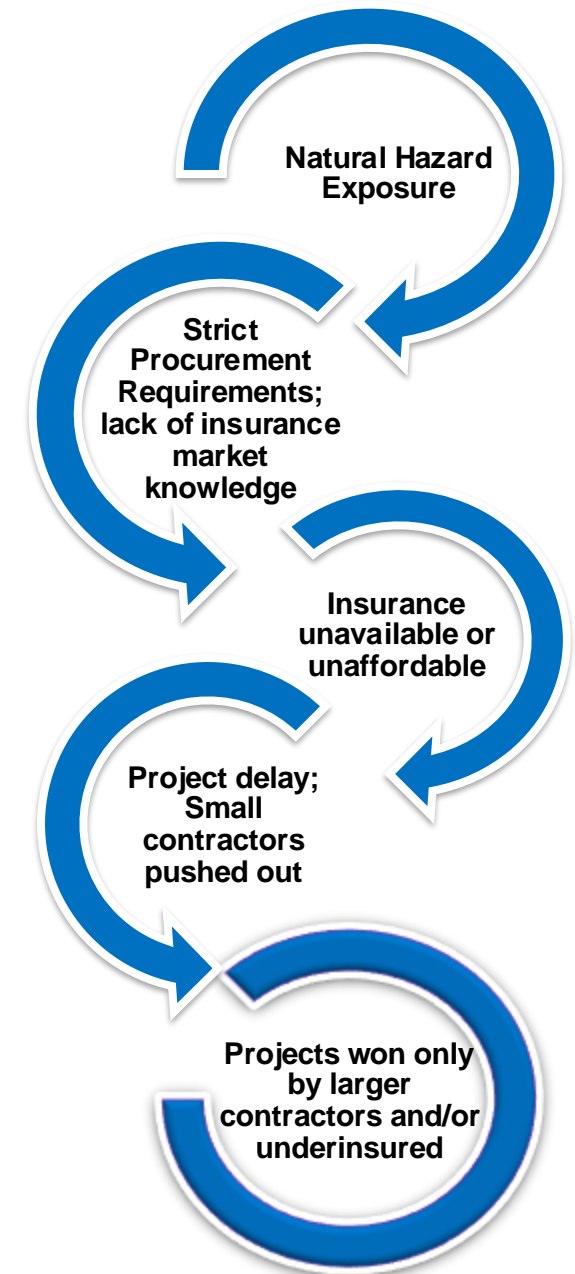 Natural Hazard
Exposure
Strict
Procurement
Requirements;
lack of insurance
market
knowledge
Insurance
unavailable or
unaffordable
Project delay;
Small
contractors
pushed out
Projects won only
by larger
contractors and/or
underinsured